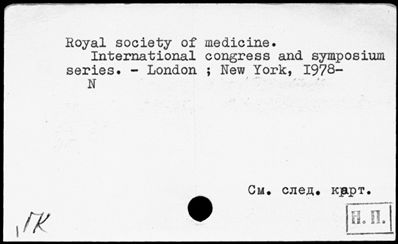 Royal society of medicine.
International congress and symposium
series. - London ; New York, I978-
N
См. след. карт.
ГК
Н. П.